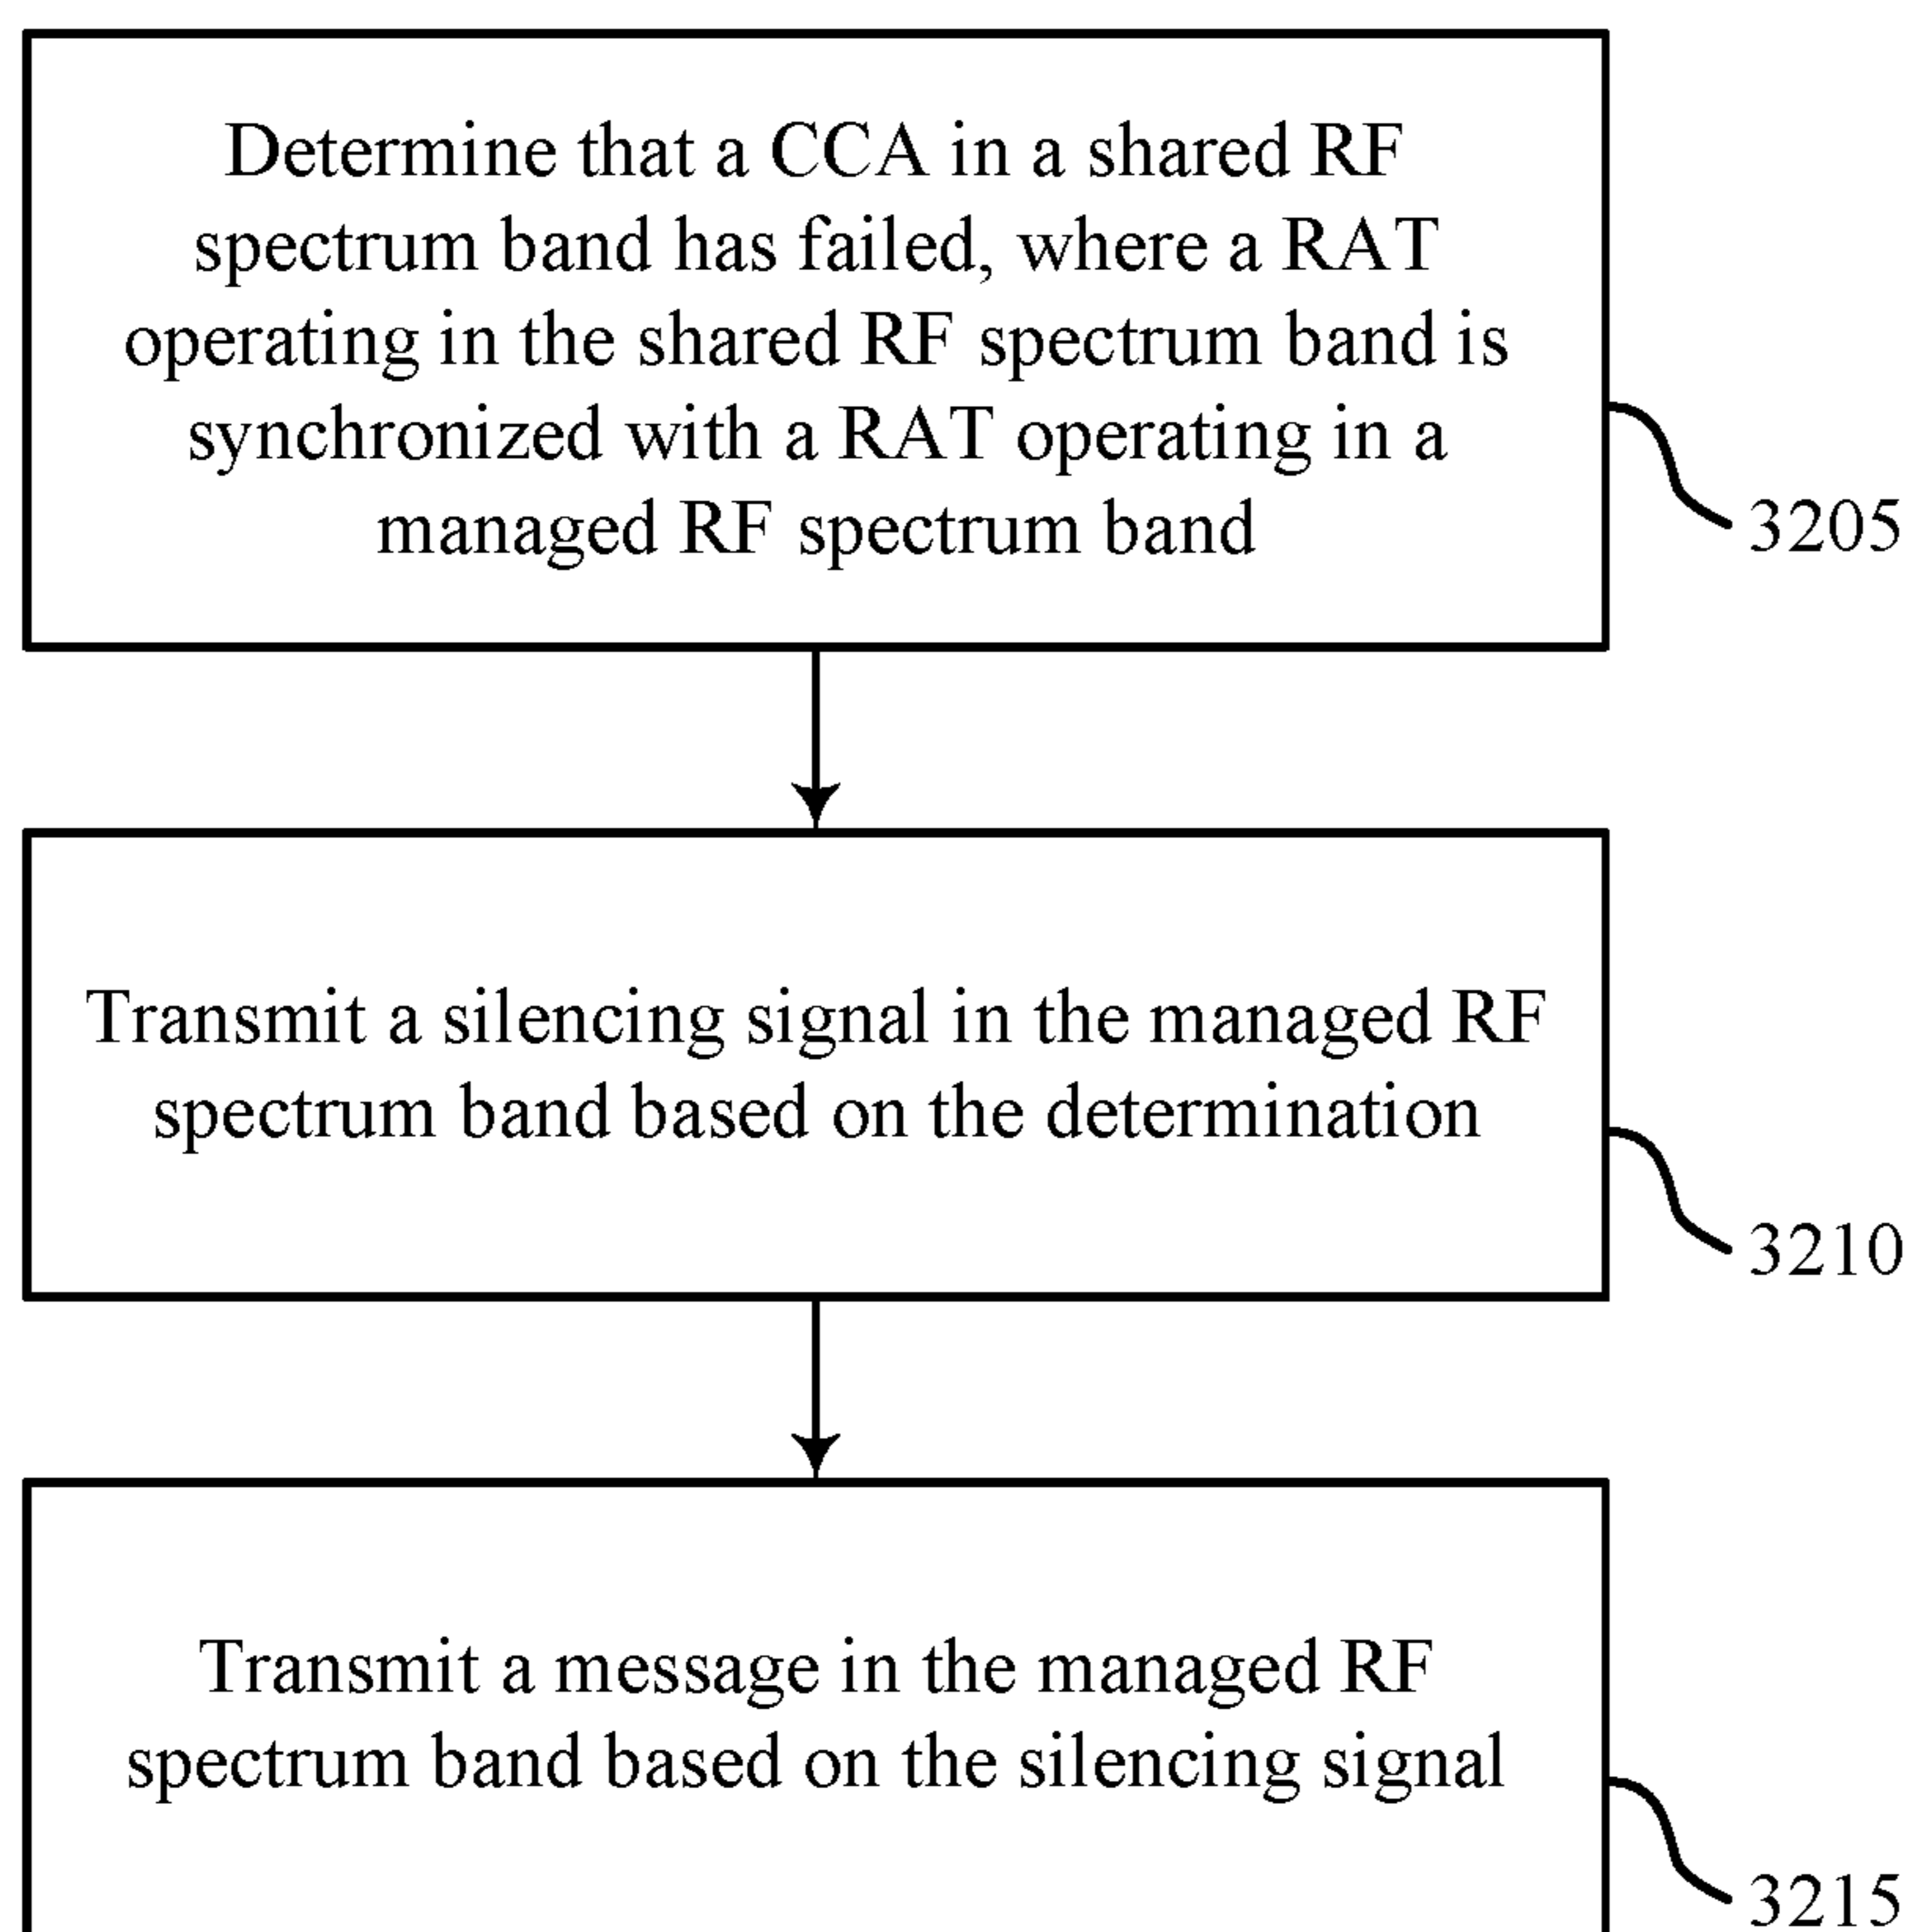 Determine that a CCA in a shared RF
spectrum band has failed, where a RAT
operating in the shared RF spectrum band is
synchronized with a RAT operating in a
managed RF spectrum band
3205
Transmit a silencing signal in the managed RF
spectrum band based on the determination
3210
Transmit a message in the managed RF
spectrum band based on the silencing signal
3215